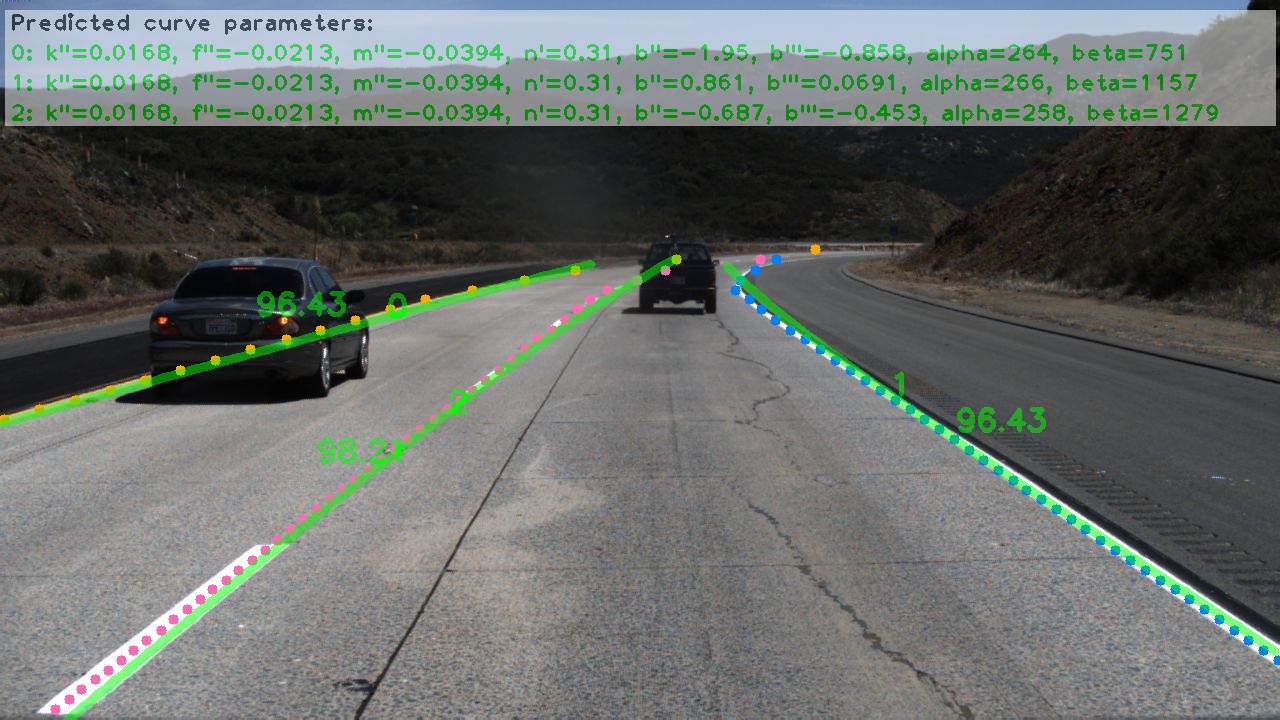 Predicted curve parameters:
0: k''=0.0168, f''=-0.0213, m''=-0.0394, n'=0.31, b''=-1.95, b'''=-0.858, alpha=264, beta=751
1: k''=0.0168, f''=-0.0213, m''=-0.0394, n'=0.31, b''=0.861, b'''=0.0691, alpha=266, beta=1157
2: k''=0.0168, f''=-0.0213, m''=-0.0394, n'=0.31, b''=-0.687, b'''=-0.453, alpha=258, beta=1279
96.43 0
1
2
96.43
98.21